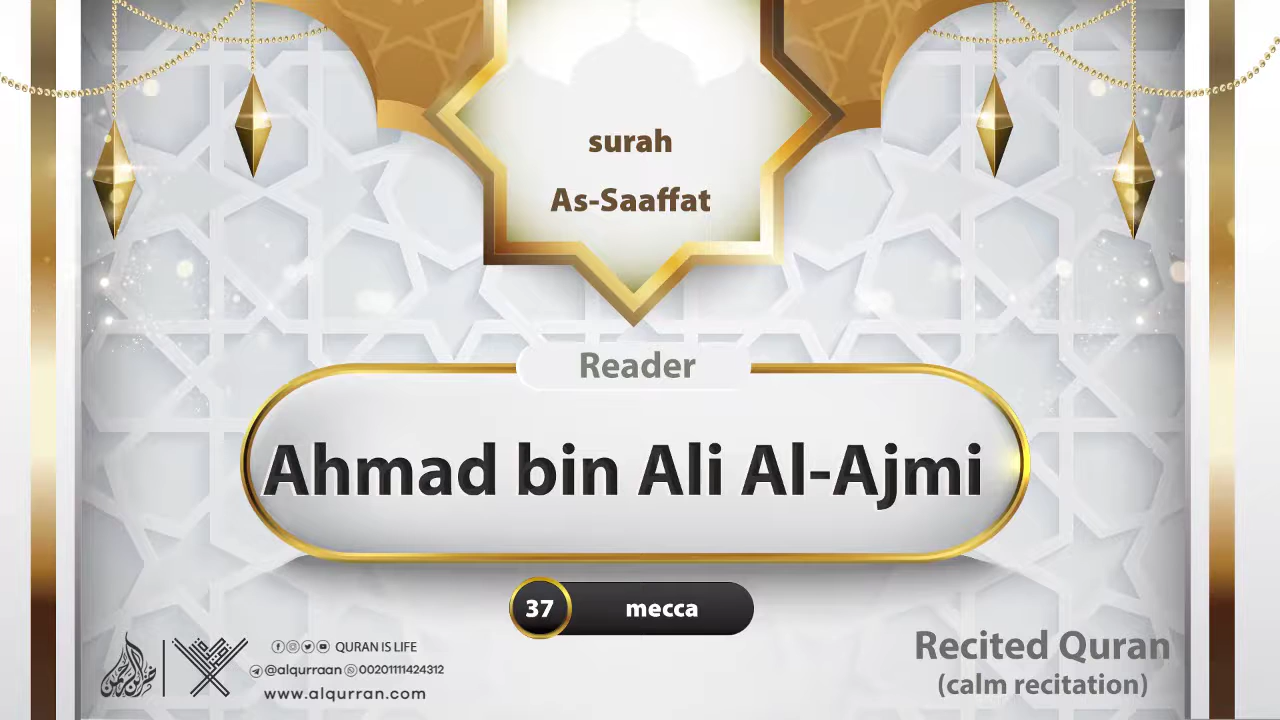 surah
As-Saaffat
Reader
Ahmad bin Ali Al-Ajmi
37 mecca
QURAN IS LIFE
@alqurraan 00201111424312
www.alqurran.com
Recited Quran
(calm recitation)